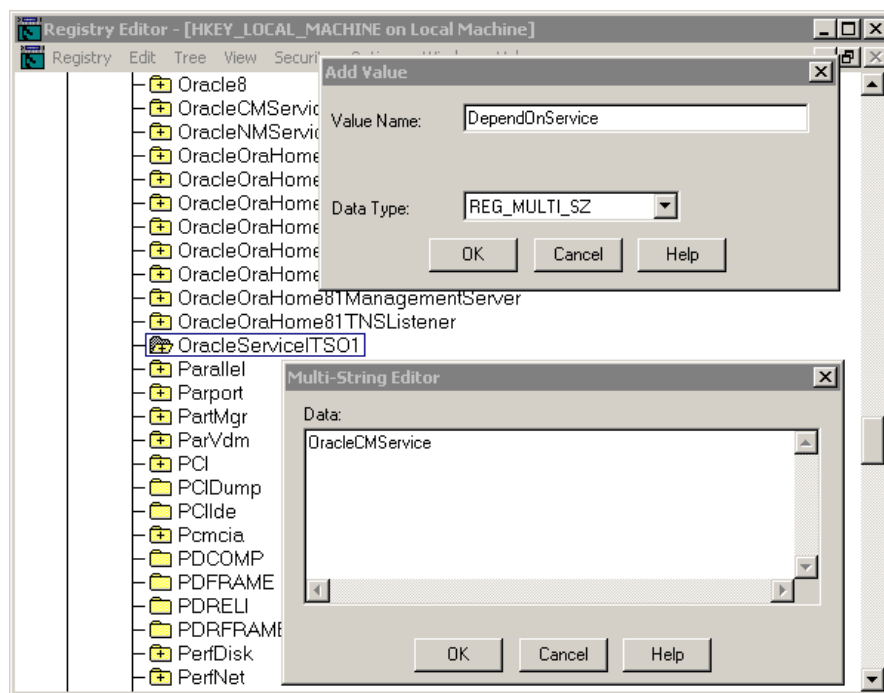 Registry Editor - [HKEY_LOCAL_MACHINE on Local Machine]
Registry Edit Tree View
Oracle8
OracleCMServic
OracleNMServic
OracleOraHome
OracleOraHome
OracleOraHome
OracleOraHome
OracleOraHome
OracleOraHome
OracleOraHome81ManagementServer
OracleOraHome81TNSListener
OracleServiceITSO1
Parallel
Parport
PartMgr
ParVdm
PCI
PCIDump
PCIIde
Pcmcia
PDCOMP
PDFRAME
PDRELI
PDRFRAME
PerfDisk
PerfNet
Add Value
Value Name: DependOnService
Data Type: REG_MULTI_SZ
OK Cancel Help
Multi-String Editor
Data:
OracleCMService
OK Cancel Help